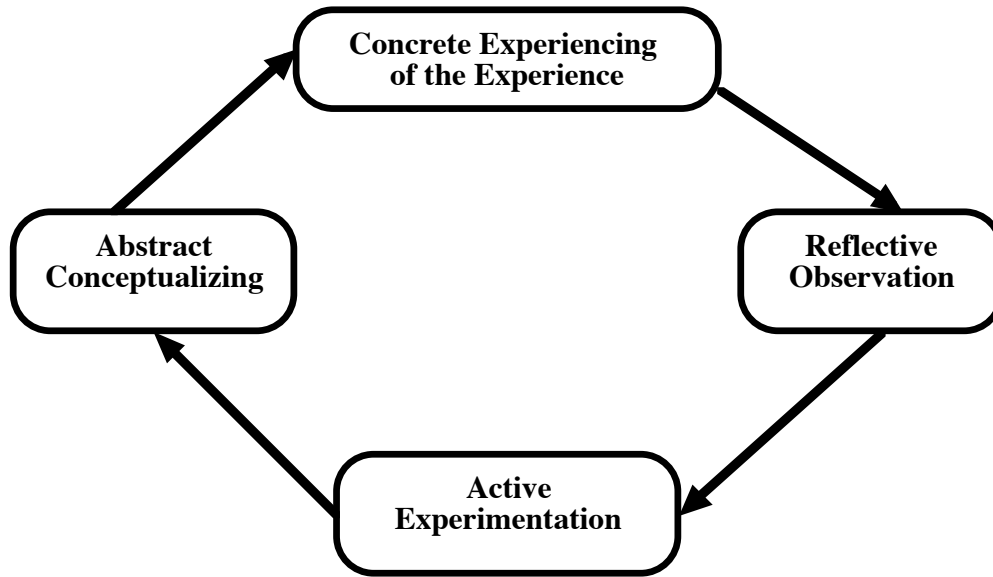 Concrete Experiencing
of the Experience
Abstract
Conceptualizing
Reflective
Observation
Active
Experimentation